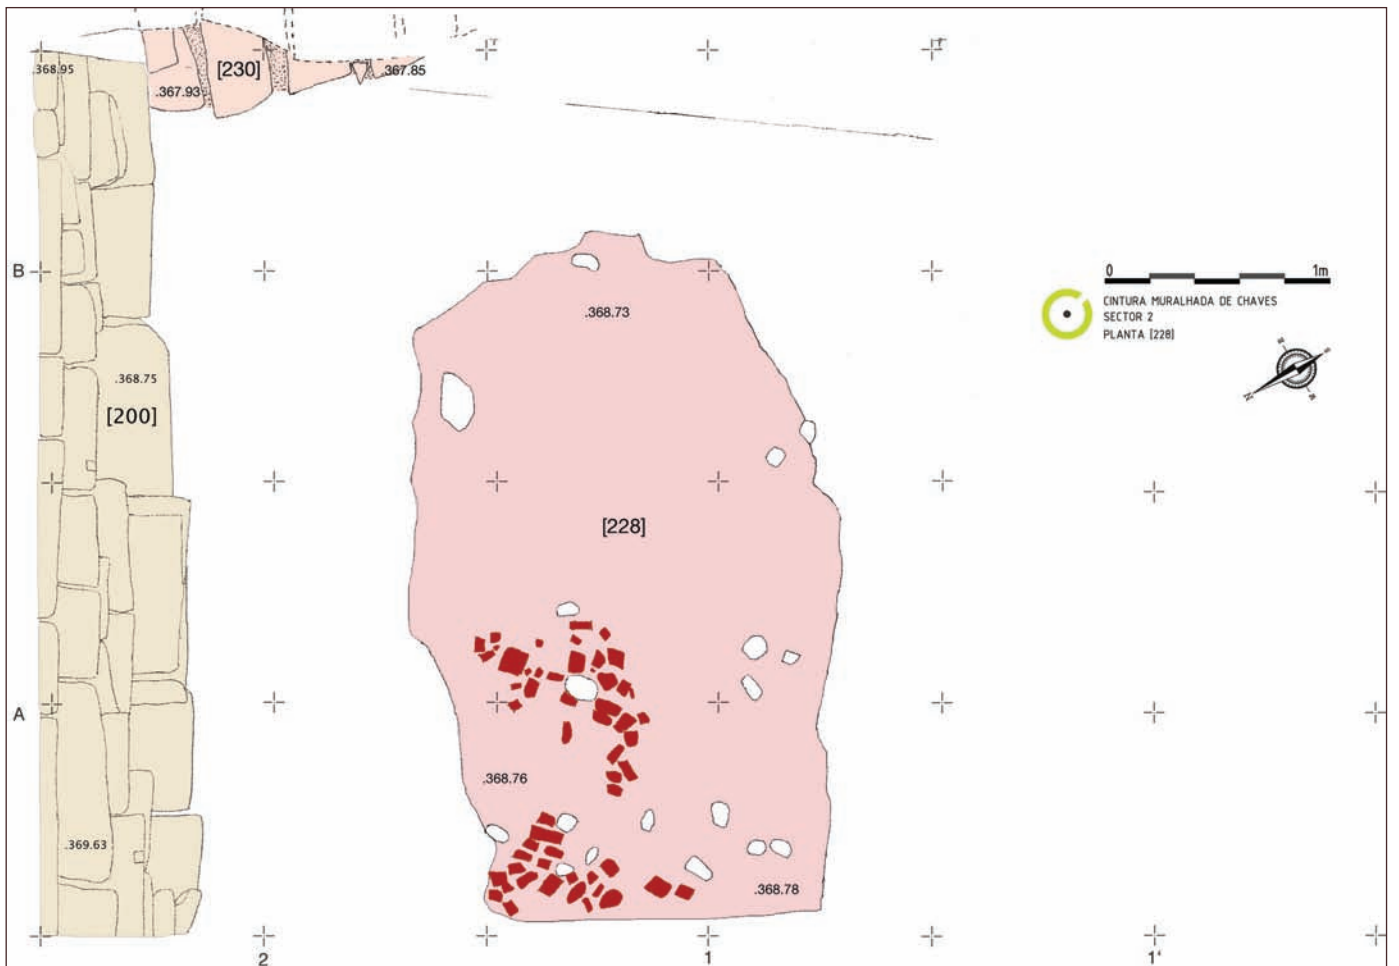 .368.95
[230]
.367.93
.367.85
B
.368.73
0 1m
CINTURA MURALHADA DE CHAVES
SECTOR 2
PLANTA [228]
.368.75
[200]
[228]
A
.368.76
.369.63
.368.78
2
1
1'